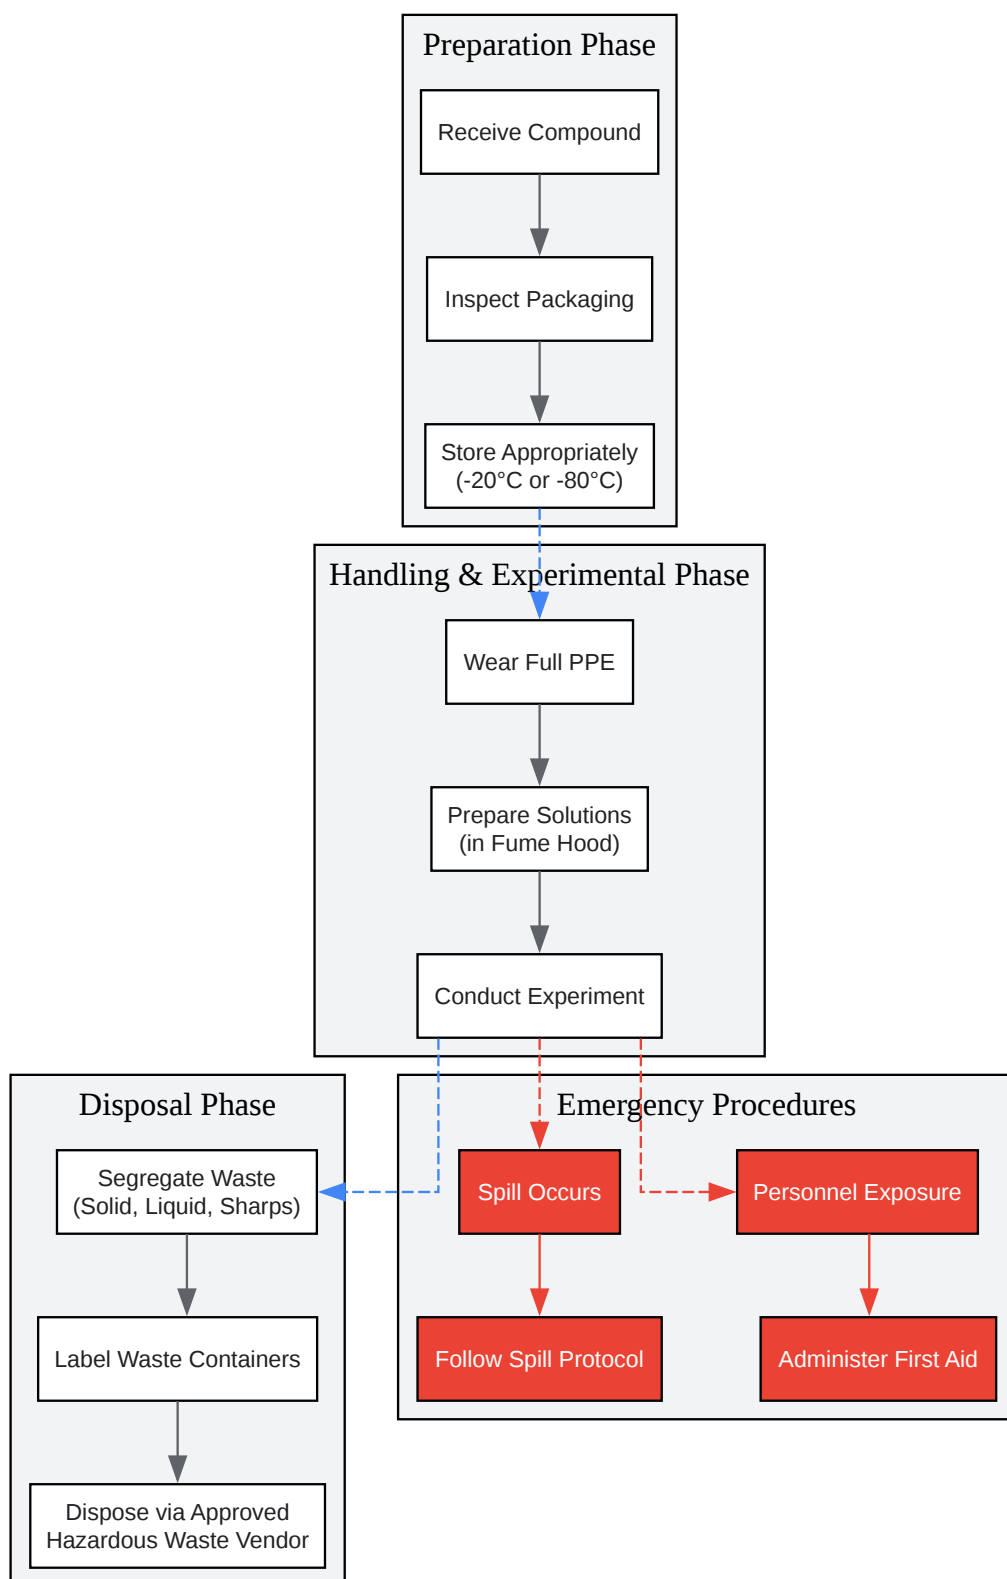 Preparation Phase
Receive Compound
Inspect Packaging
Store Appropriately
(-20°C or -80°C)
Handling & Experimental Phase
Wear Full PPE
Prepare Solutions
(in Fume Hood)
Conduct Experiment
Disposal Phase
Segregate Waste
(Solid, Liquid, Sharps)
Label Waste Containers
Dispose via Approved
Hazardous Waste Vendor
Emergency Procedures
Spill Occurs
Personnel Exposure
Follow Spill Protocol
Administer First Aid